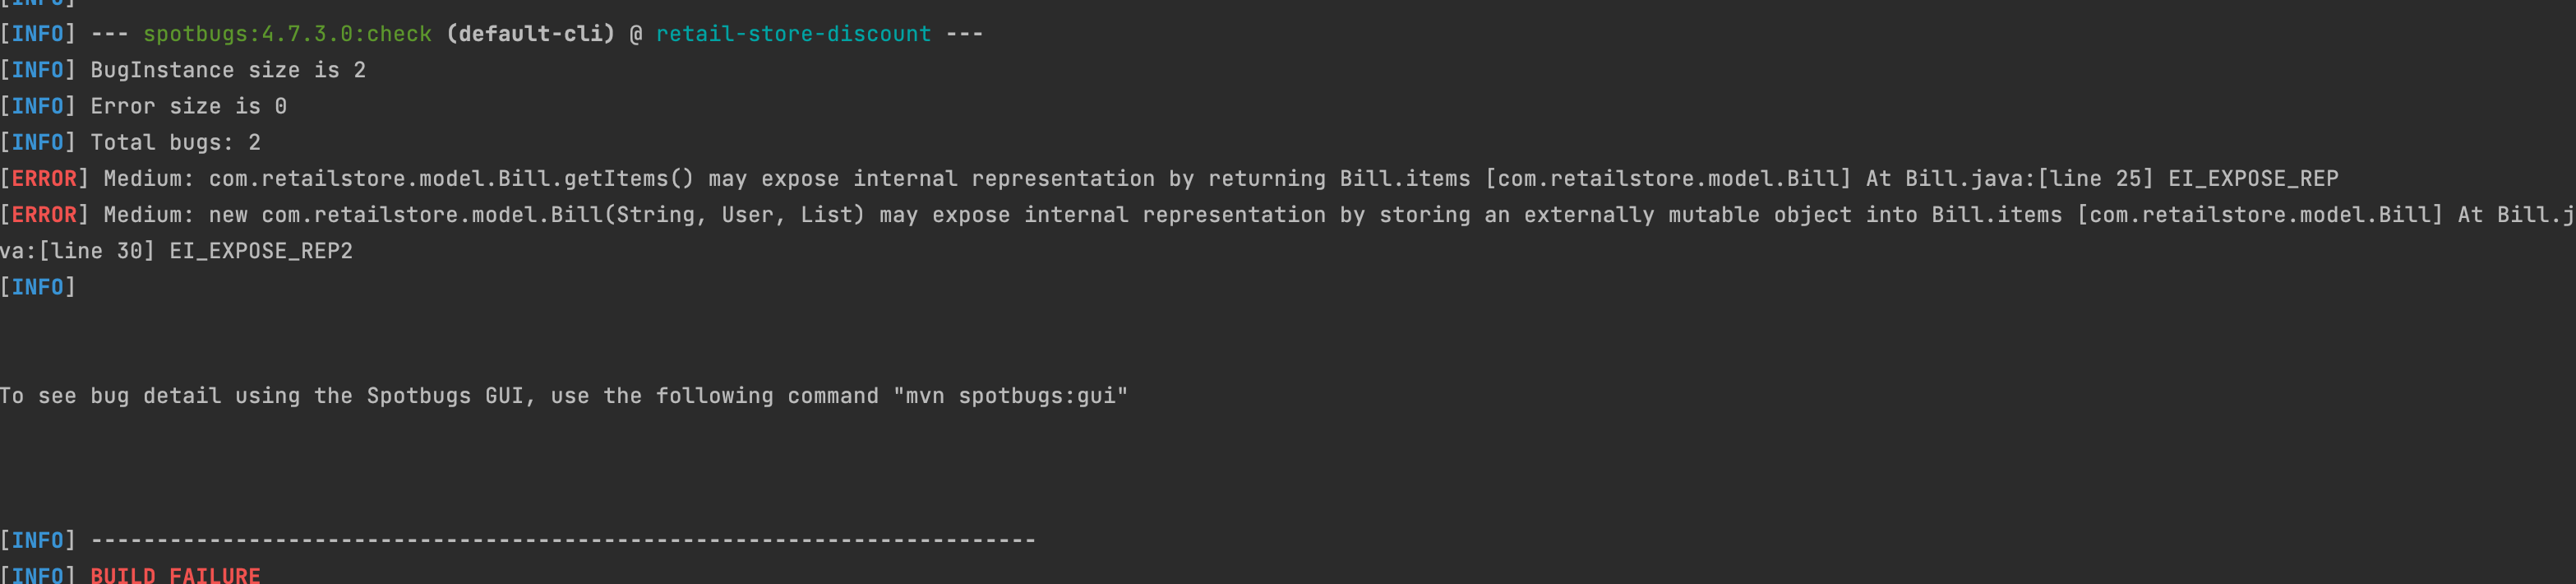 [INFO]
[INFO] --- spotbugs:4.7.3.0:check (default-cli) @ retail-store-discount ---
[INFO] BugInstance size is 2
[INFO] Error size is 0
[INFO] Total bugs: 2
[ERROR] Medium: com.retailstore.model.Bill.getItems() may expose internal representation by returning Bill.items [com.retailstore.model.Bill] At Bill.java:[line 25] EI_EXPOSE_REP
[ERROR] Medium: new com.retailstore.model.Bill(String, User, List) may expose internal representation by storing an externally mutable object into Bill.items [com.retailstore.model.Bill] At Bill.j
va:[line 30] EI_EXPOSE_REP2
[INFO]
To see bug detail using the Spotbugs GUI, use the following command "mvn spotbugs:gui"
[INFO] ------------------------------------------------------------------------
[INFO] BUILD FAILURE